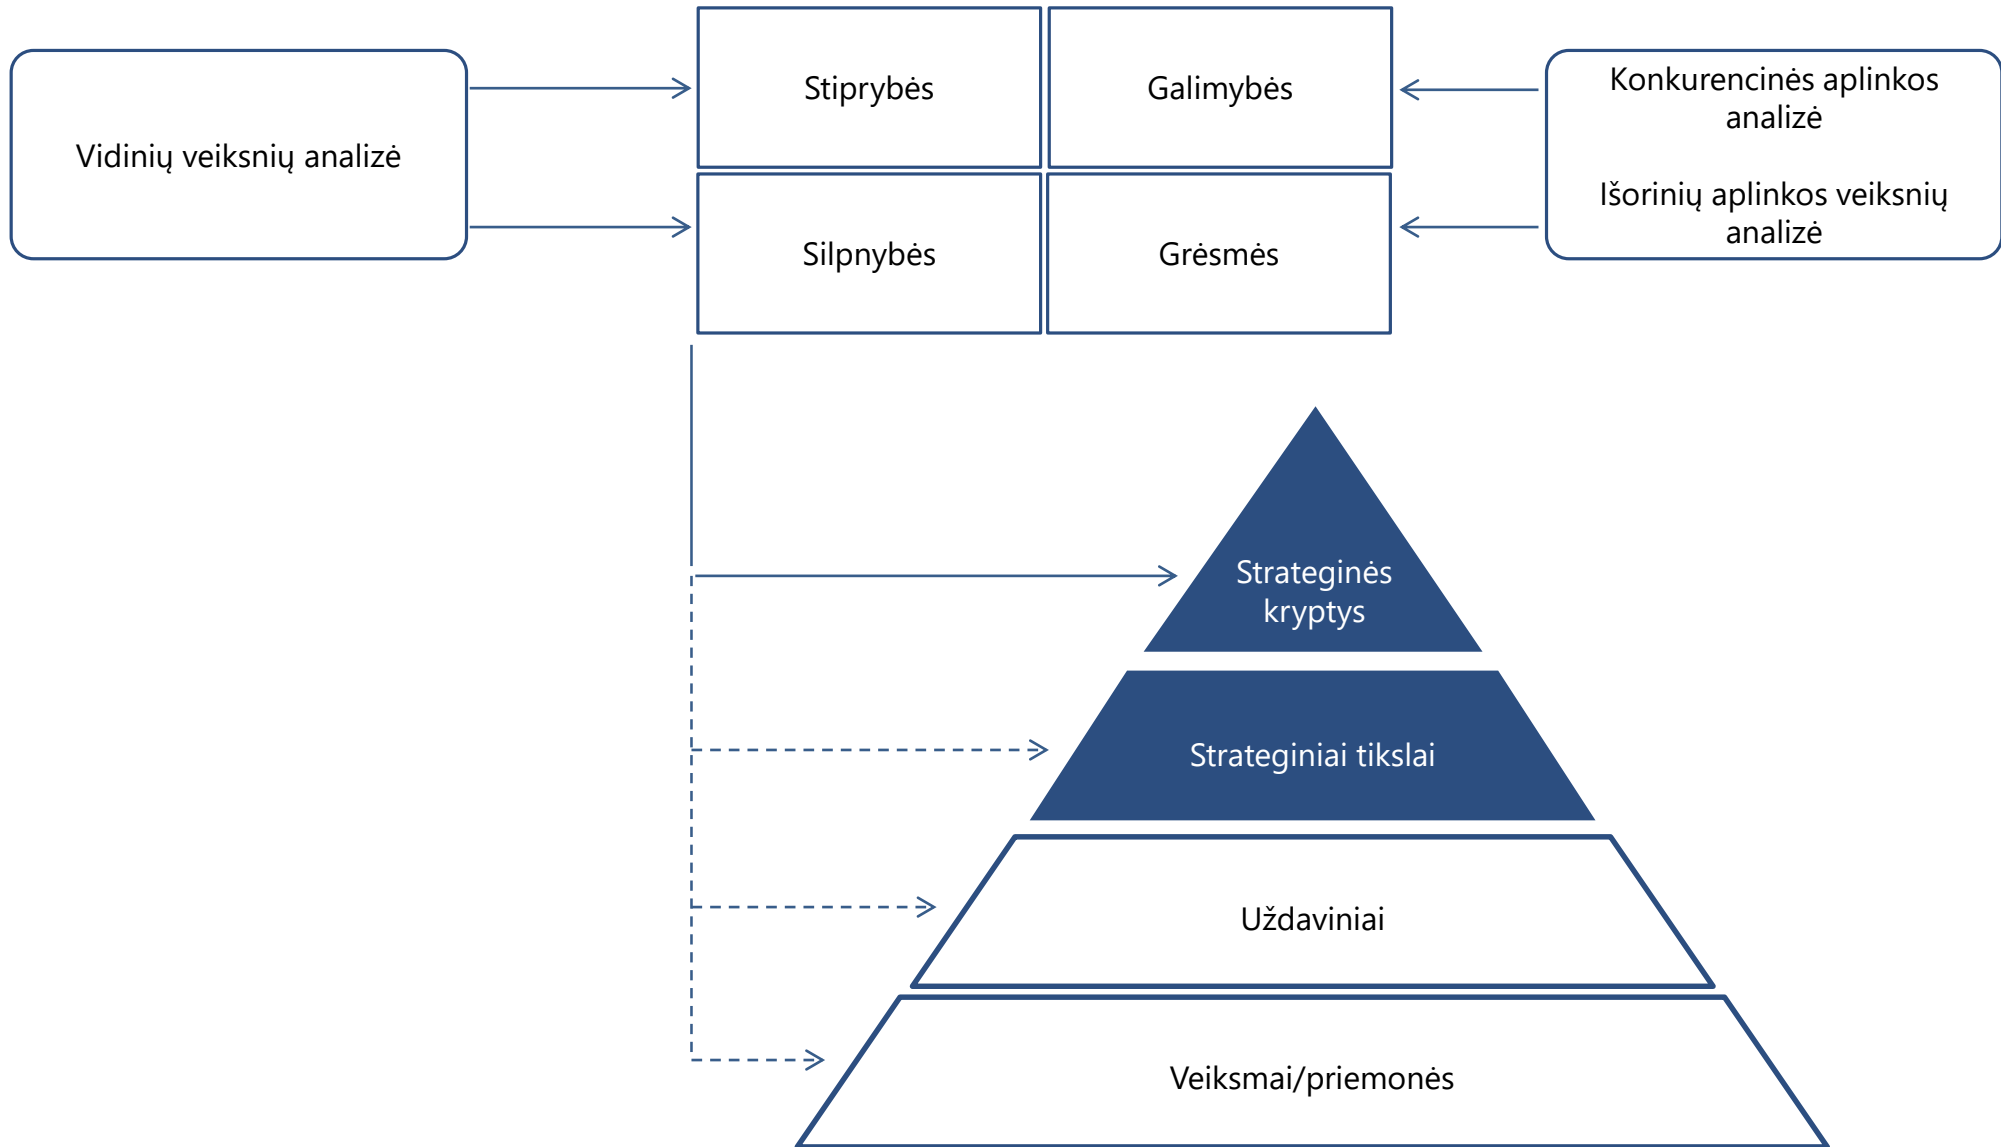 Vidinių veiksnių analizė
Stiprybės
Galimybės
Silpnybės
Grėsmės
Konkurencinės aplinkos
analizė
Išorinių aplinkos veiksnių
analizė
Strateginės
kryptys
Strateginiai tikslai
Uždaviniai
Veiksmai/priemonės